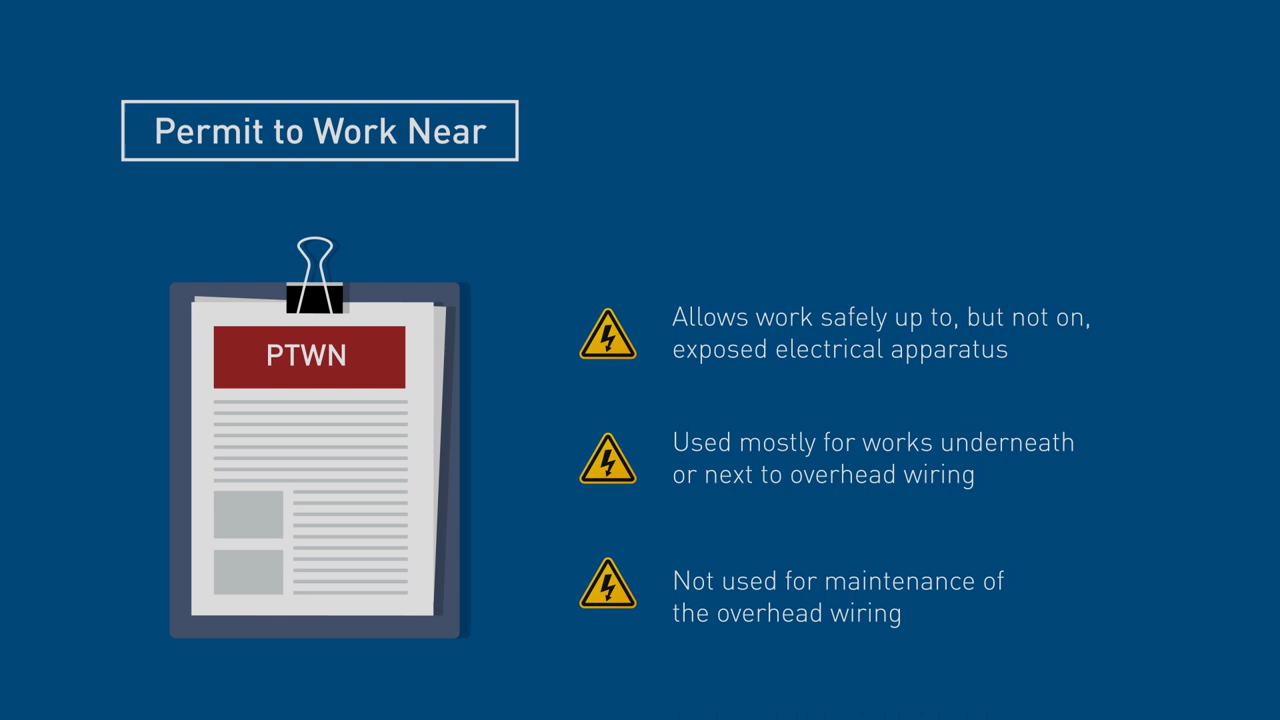 Permit to Work Near
PTWN
Allows work safely up to, but not on,
exposed electrical apparatus
Used mostly for works underneath
or next to overhead wiring
Not used for maintenance of
the overhead wiring